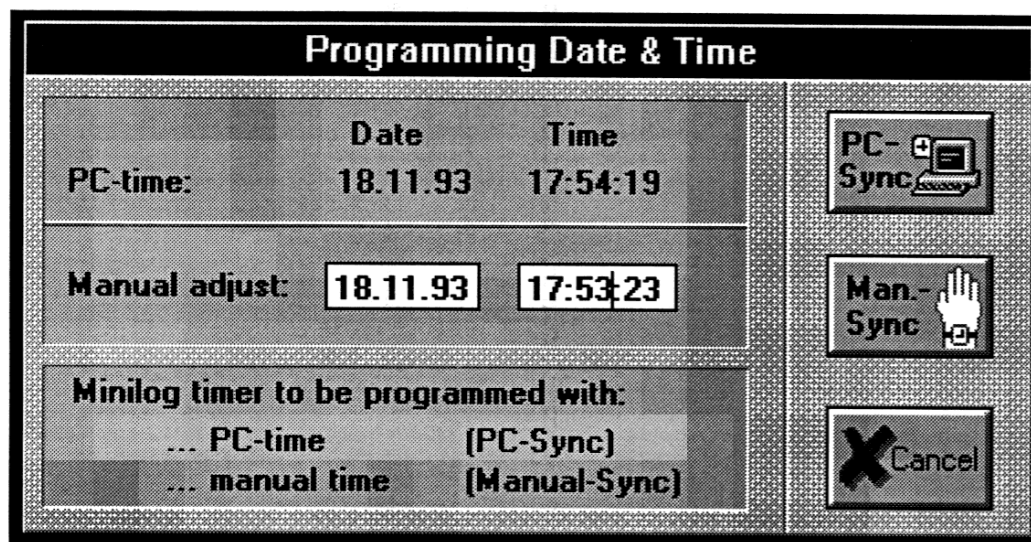 Programming Date & Time
Date Time
PC-time: 18.11.93 17:54:19
Manual adjust: 18.11.93 17:53:23
Minilog timer to be programmed with:
... PC-time (PC-Sync)
... manual time (Manual-Sync)
PC-
Sync
Man.-
Sync
Cancel